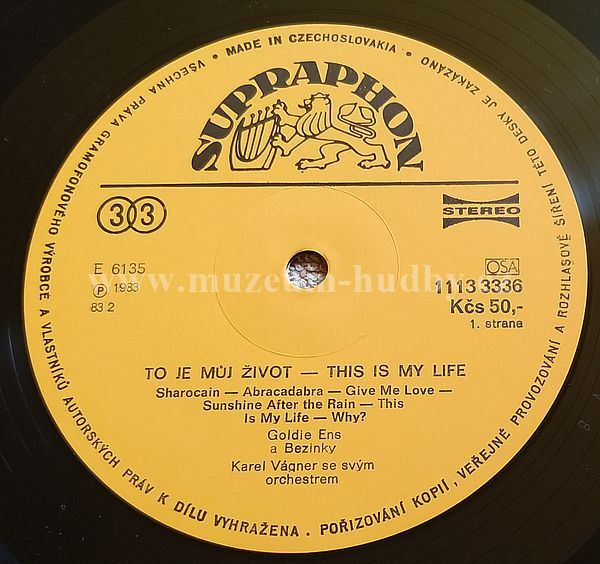 VŠECHNA PRÁVA GRAMOFONOVÉHO VÝROBCE A VLASTNÍKŮ AUTORSKÝCH PRÁV K DÍLU VYHRAŽENA . POŘIZOVÁNÍ KOPIÍ, VEŘEJNÉ PROVOZOVÁNÍ A ROZHLASOVÉ ŠÍŘENÍ TÉTO DESKY JE ZAKÁZÁNO
• MADE IN CZECHOSLOVAKIA •
SUPRAPHON
33
STEREO
E 6135
OSA
℗ 1983
1113 3336
83 2
Kčs 50,-
1. strana
www.muzeum-hudby.
TO JE MŮJ ŽIVOT — THIS IS MY LIFE
Sharocain — Abracadabra — Give Me Love —
Sunshine After the Rain — This
Is My Life — Why?
Goldie Ens
a Bezinky
Karel Vágner se svým
orchestrem